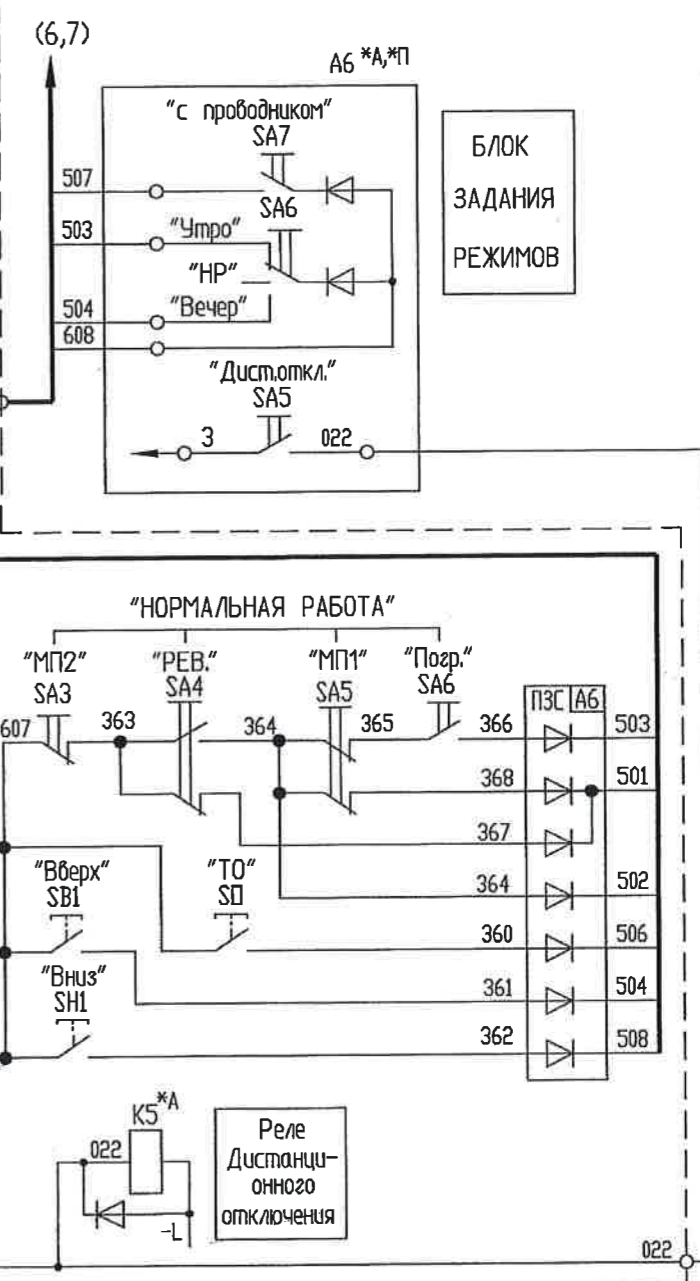 (6,7)
А6 *А,*П
"с проводником"
SA7
БЛОК
ЗАДАНИЯ
РЕЖИМОВ
507
SA6
503
"Утро"
"НР"
504
"Вечер"
608
"Дист,откл."
SA5
3
022
"НОРМАЛЬНАЯ РАБОТА"
"МП2"
"РЕВ."
"МП1"
"Погр."
SA3
SA4
SA5
SA6
ПЗС
А6
607
363
364
365
366
503
368
501
367
"Вверх"
"ТО"
364
502
SB1
SП
360
506
"Вниз"
361
504
SH1
362
508
K5*А
022
-L
Реле
Дистанци-
онного
отключения
022